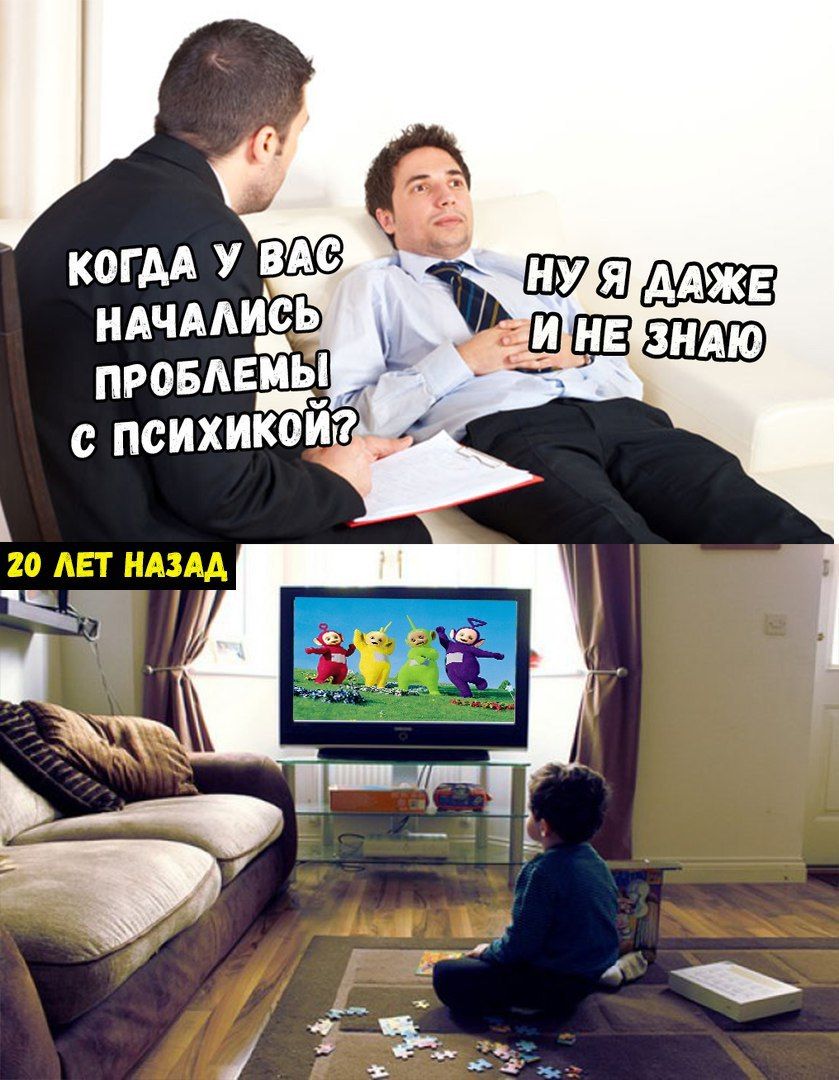 КОГДА У ВАС
НАЧАЛИСЬ
ПРОБЛЕМЫ
С ПСИХИКОЙ?
НУ Я ДАЖЕ
И НЕ ЗНАЮ
20 ЛЕТ НАЗАД